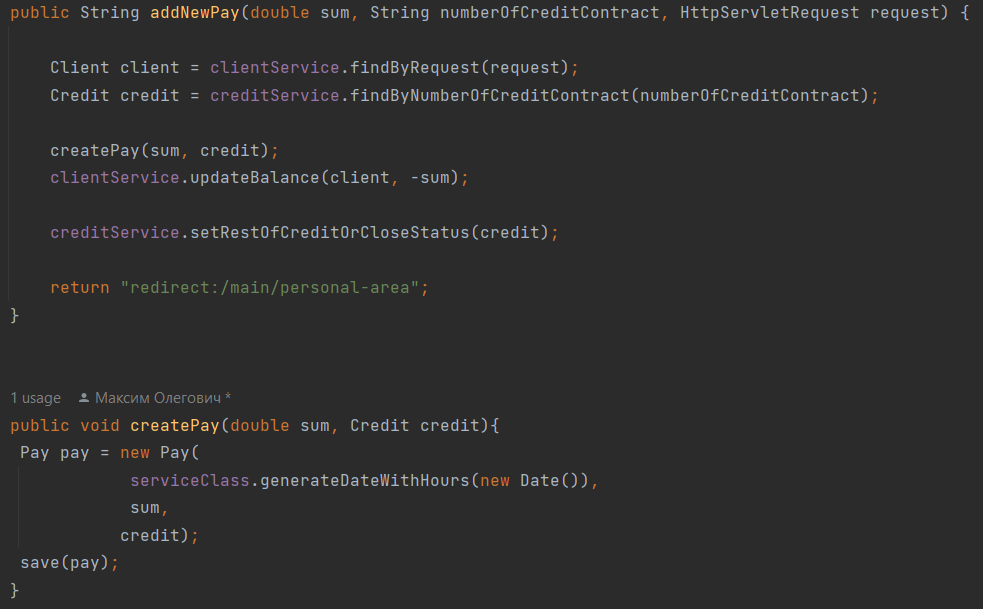 public String addNewPay(double sum, String numberOfCreditContract, HttpServletRequest request) {
Client client = clientService.findByRequest(request);
Credit credit = creditService.findByNumberOfCreditContract(numberOfCreditContract);
createPay(sum, credit);
clientService.updateBalance(client, -sum);
creditService.setRestOfCreditOrCloseStatus(credit);
return "redirect:/main/personal-area";
}
1 usage Максим Олегович *
public void createPay(double sum, Credit credit){
Pay pay = new Pay(
serviceClass.generateDateWithHours(new Date()),
sum,
credit);
save(pay);
}